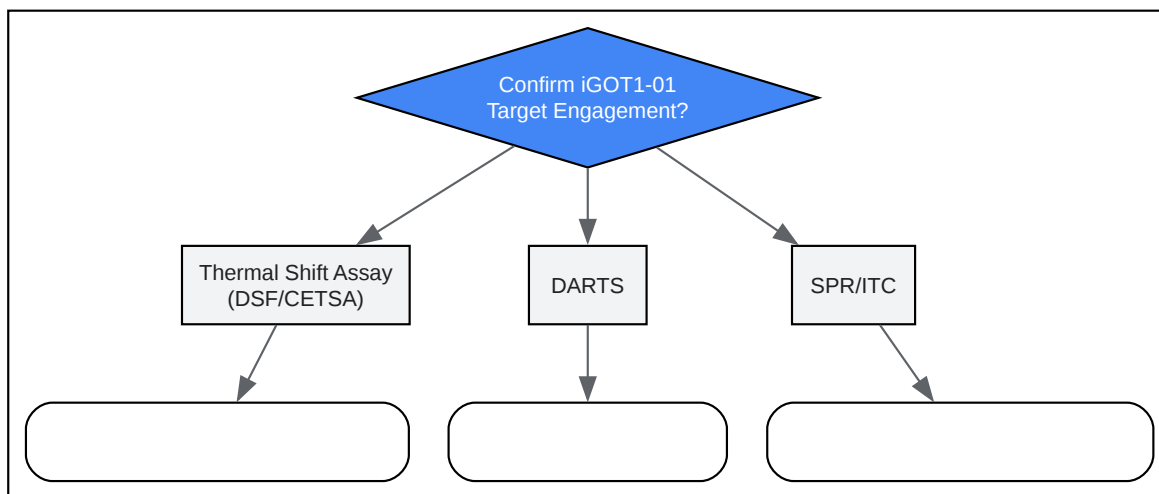 Confirm iGOT1-01
Target Engagement?
Thermal Shift Assay
(DSF/CETSA)
DARTS
SPR/ITC